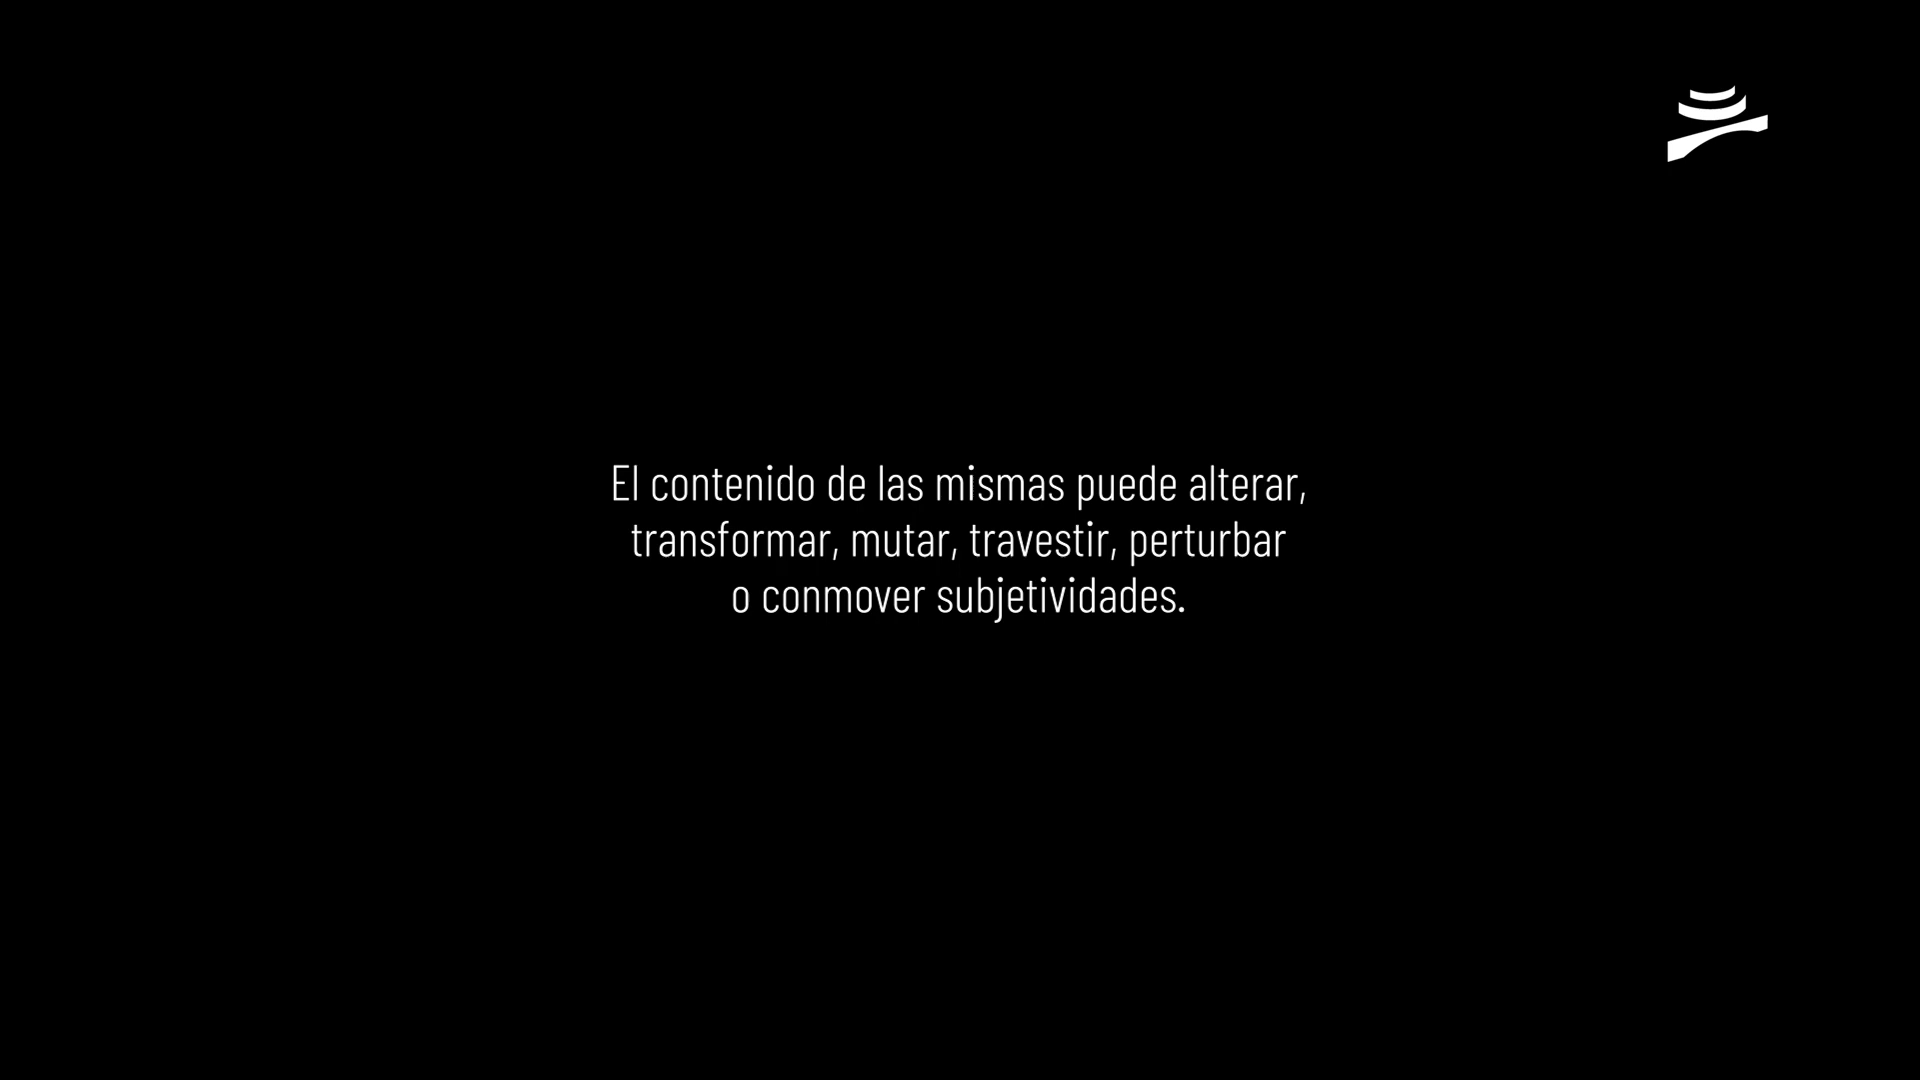 El contenido de las mismas puede alterar,
transformar, mutar, travestir, perturbar
o conmover subjetividades.